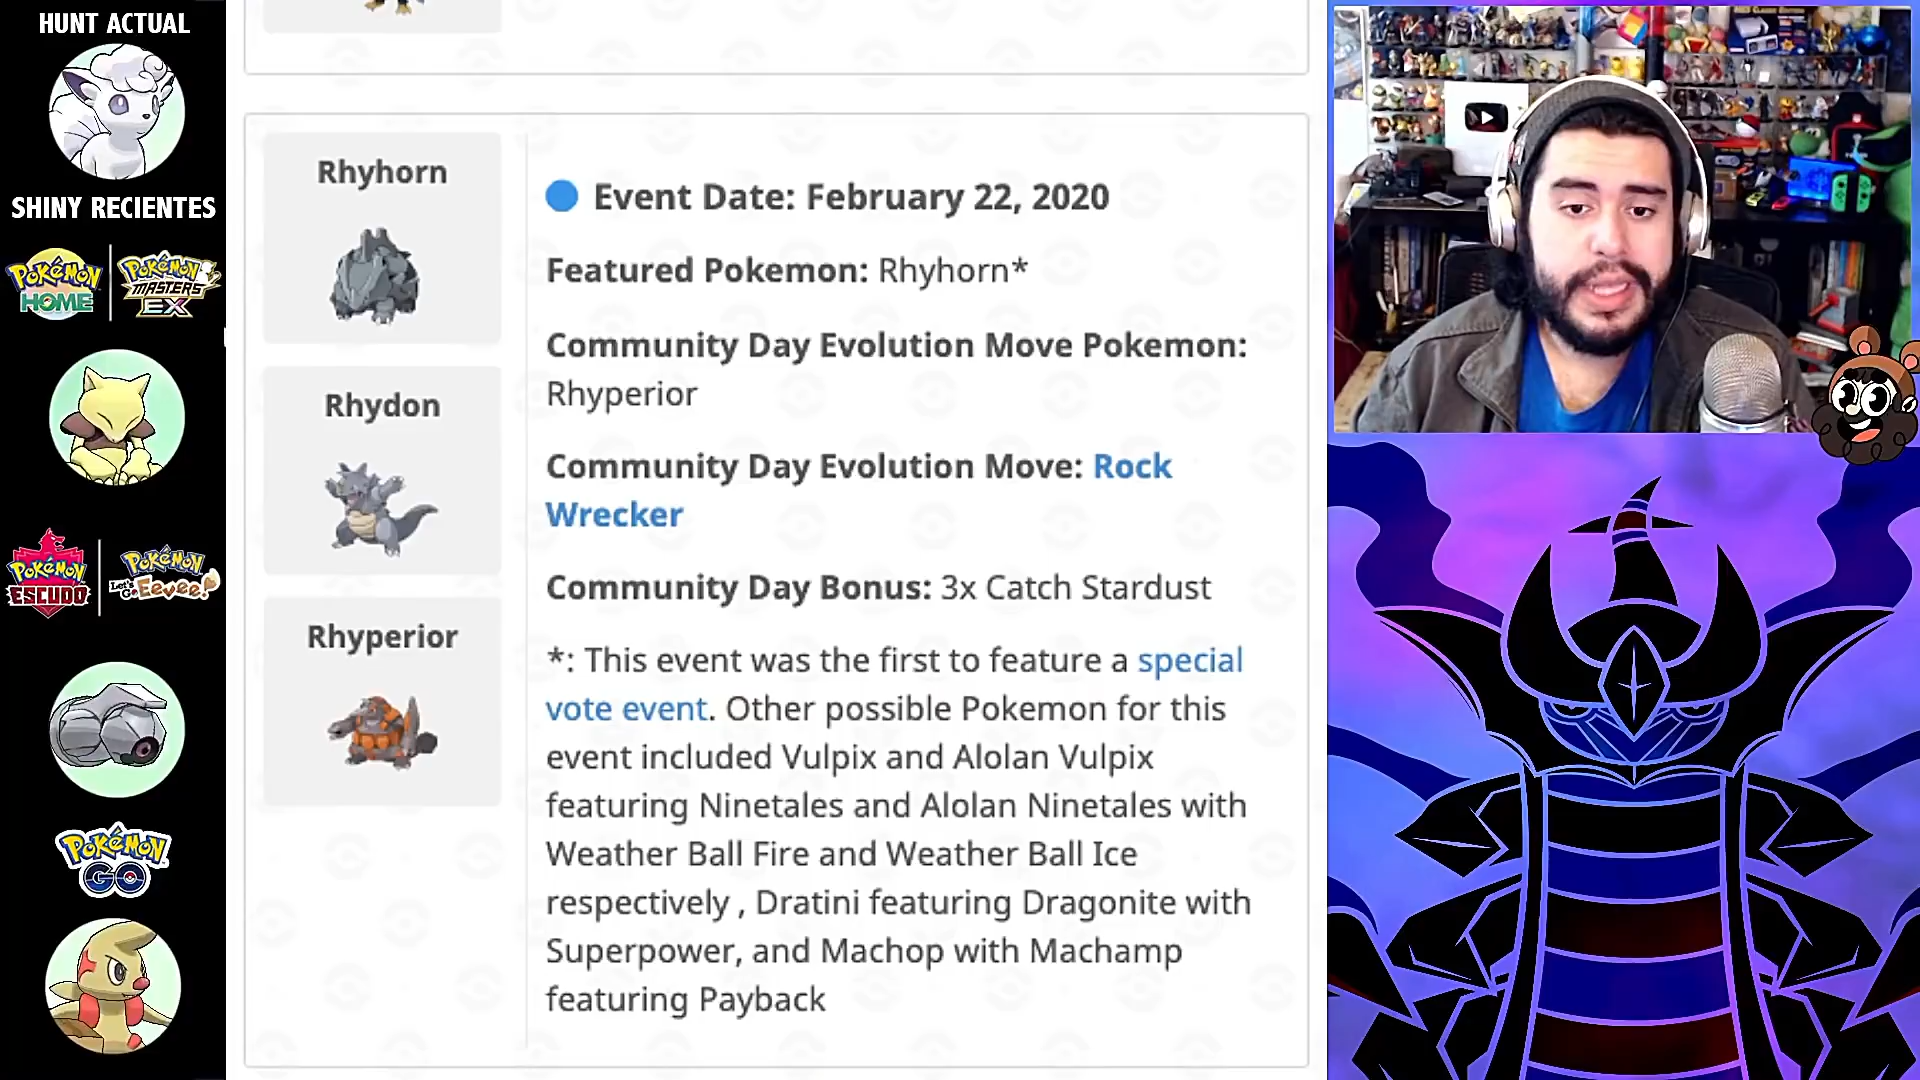 HUNT ACTUAL
SHINY RECIENTES
POKéMON
HOME
POKéMON
MASTERS
EX
POKéMON
ESCUDO
POKéMON
Let's Go, Eevee!
POKéMON
GO
Rhyhorn
Rhydon
Rhyperior
Event Date: February 22, 2020
Featured Pokemon: Rhyhorn*
Community Day Evolution Move Pokemon:
Rhyperior
Community Day Evolution Move: Rock
Wrecker
Community Day Bonus: 3x Catch Stardust
*: This event was the first to feature a special
vote event. Other possible Pokemon for this
event included Vulpix and Alolan Vulpix
featuring Ninetales and Alolan Ninetales with
Weather Ball Fire and Weather Ball Ice
respectively , Dratini featuring Dragonite with
Superpower, and Machop with Machamp
featuring Payback